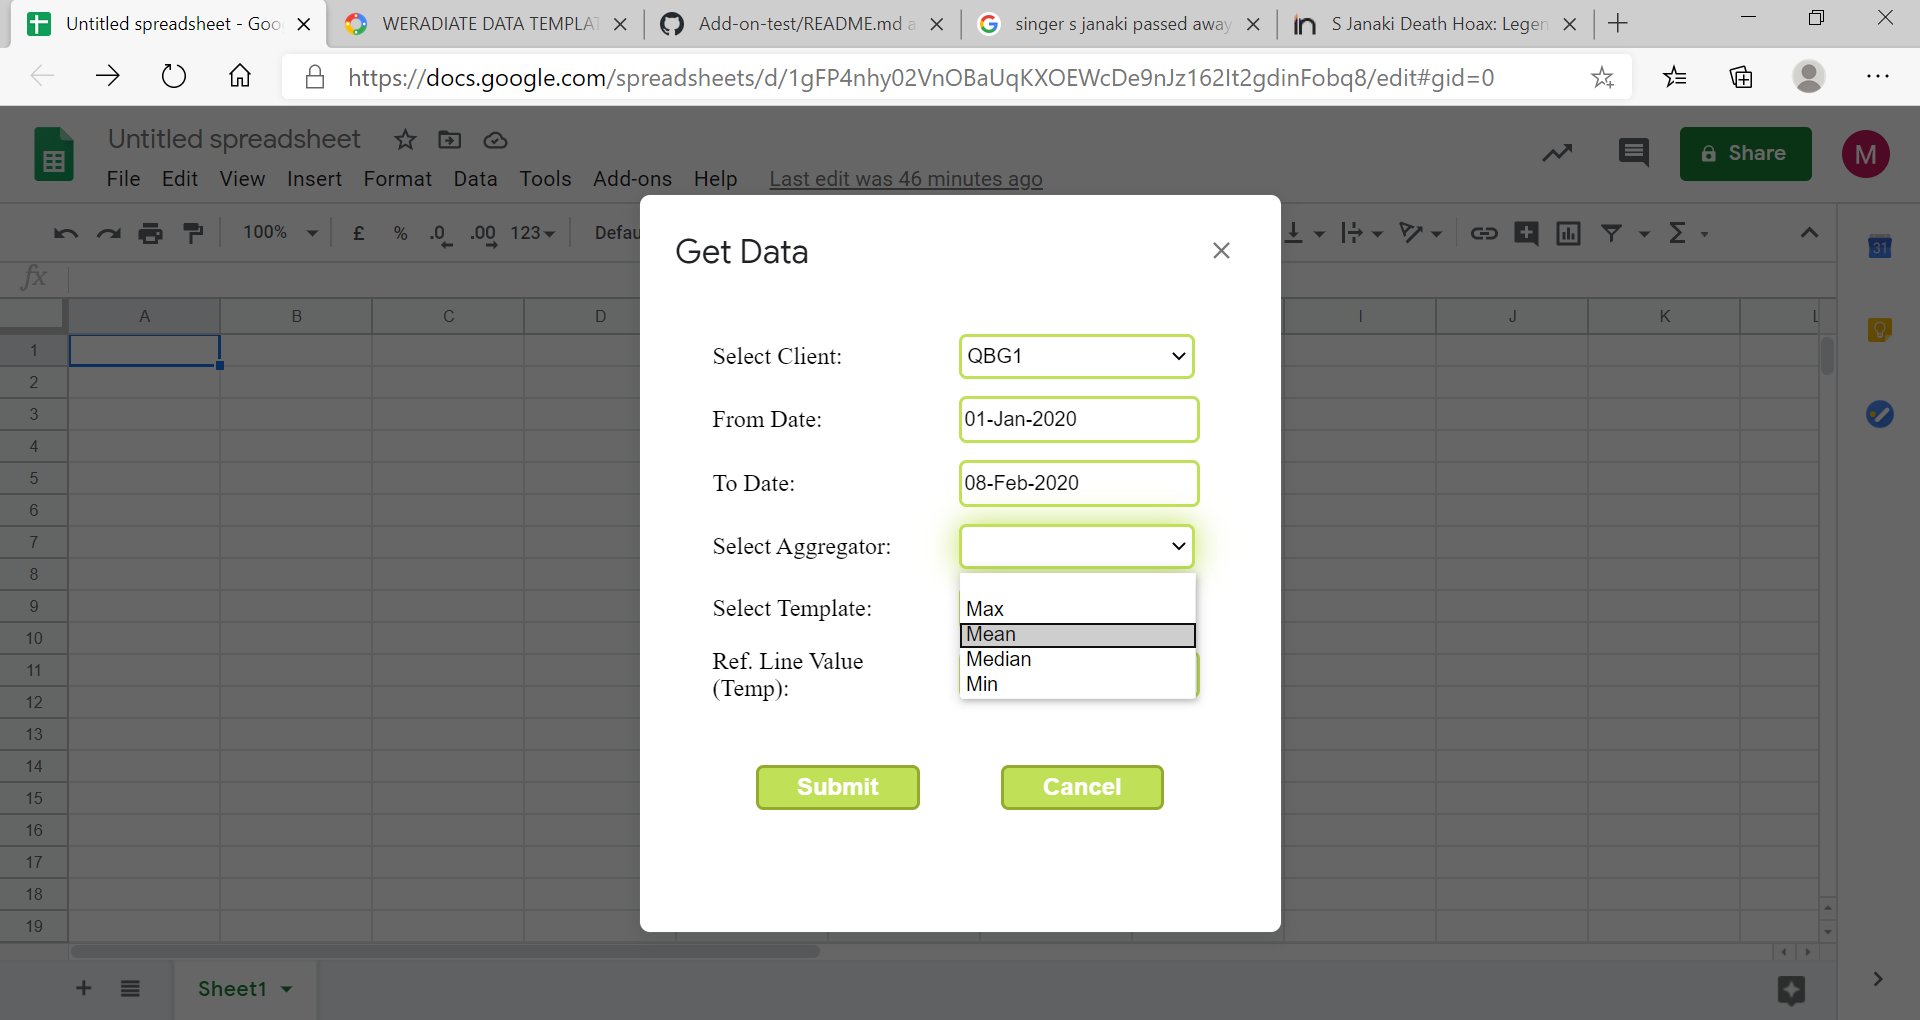 Untitled spreadsheet - Goo
WERADIATE DATA TEMPLAT
Add-on-test/README.md a
singer s janaki passed away
in S Janaki Death Hoax: Legen
https://docs.google.com/spreadsheets/d/1gFP4nhy02VnOBaUqKXOEWcDe9nJz162It2gdinFobq8/edit#gid=0
Untitled spreadsheet
Share
M
File Edit View Insert Format Data Tools Add-ons Help Last edit was 46 minutes ago
100% £ % .0 .00 123 Defau
31
fx
A B C D I J K L
1
2
3
4
5
6
7
8
9
10
11
12
13
14
15
16
17
18
19
Get Data
Select Client: QBG1
From Date: 01-Jan-2020
To Date: 08-Feb-2020
Select Aggregator:
Select Template:
Max
Mean
Median
Min
Ref. Line Value
(Temp):
Submit Cancel
Sheet1